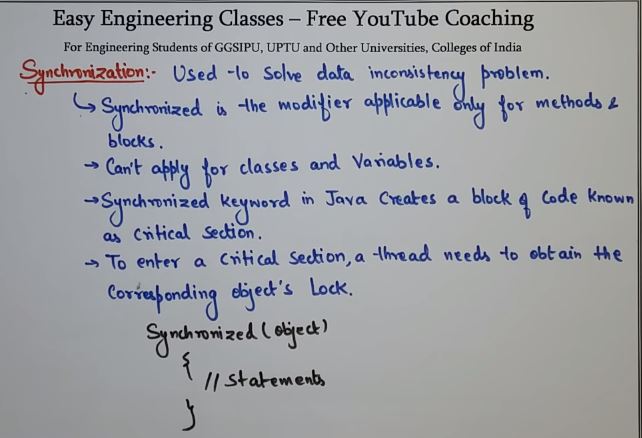 Easy Engineering Classes – Free YouTube Coaching
For Engineering Students of GGSIPU, UPTU and Other Universities, Colleges of India
Synchronization:- Used to Solve data inconsistency problem.
↳ Synchronized is the modifier applicable only for methods &
blocks.
→ Can't apply for classes and Variables.
→ Synchronized keyword in Java Creates a block of Code known
as Critical Section.
→ To enter a Critical Section, a thread needs to obtain the
Corresponding object's Lock.
Synchronized (object)
{
// Statements
}